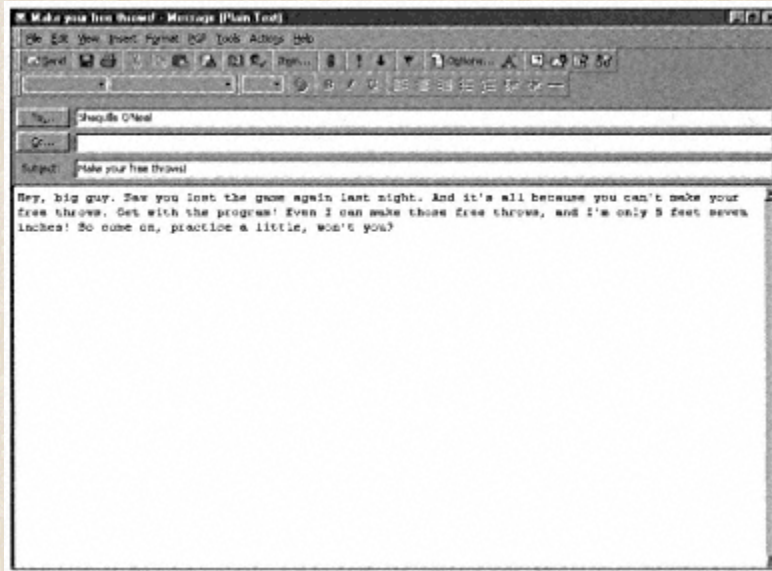 Make your free throws! - Message (Plain Text)
File Edit View Insert Format PGP Tools Actions Help
Send Sign... Options...
To... Shaquille O'Neal
Cc...
Subject: Make your free throws!
Hey, big guy. Saw you lost the game again last night. And it's all because you can't make your
free throws. Get with the program! Even I can make those free throws, and I'm only 5 feet seven
inches! So come on, practice a little, won't you?